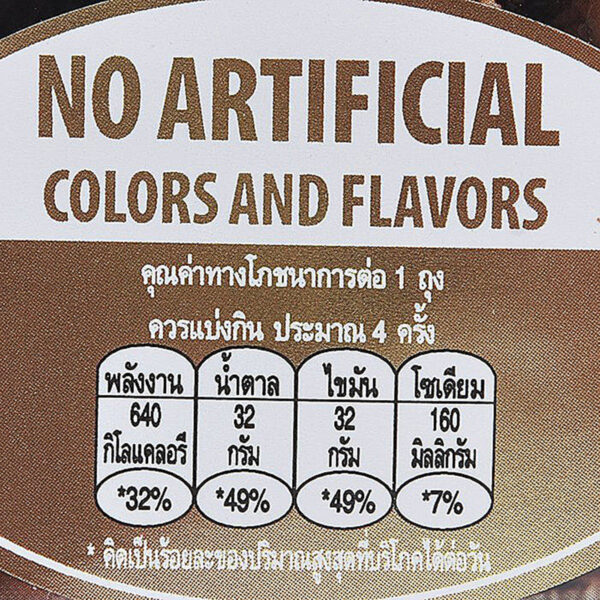 NO ARTIFICIAL
COLORS AND FLAVORS
คุณค่าทางโภชนาการต่อ 1 ถุง
ควรแบ่งกิน ประมาณ 4 ครั้ง
พลังงาน น้ำตาล ไขมัน โซเดียม
640 32 32 160
กิโลแคลอรี กรัม กรัม มิลลิกรัม
*32% *49% *49% *7%
* คิดเป็นร้อยละของปริมาณสูงสุดที่บริโภคได้ต่อวัน